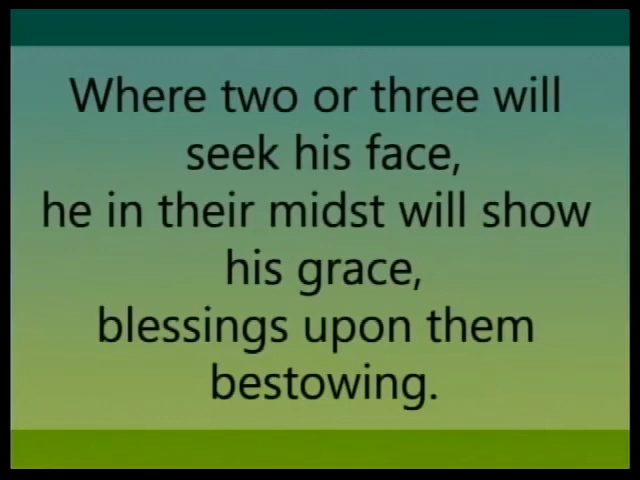 Where two or three will
seek his face,
he in their midst will show
his grace,
blessings upon them
bestowing.